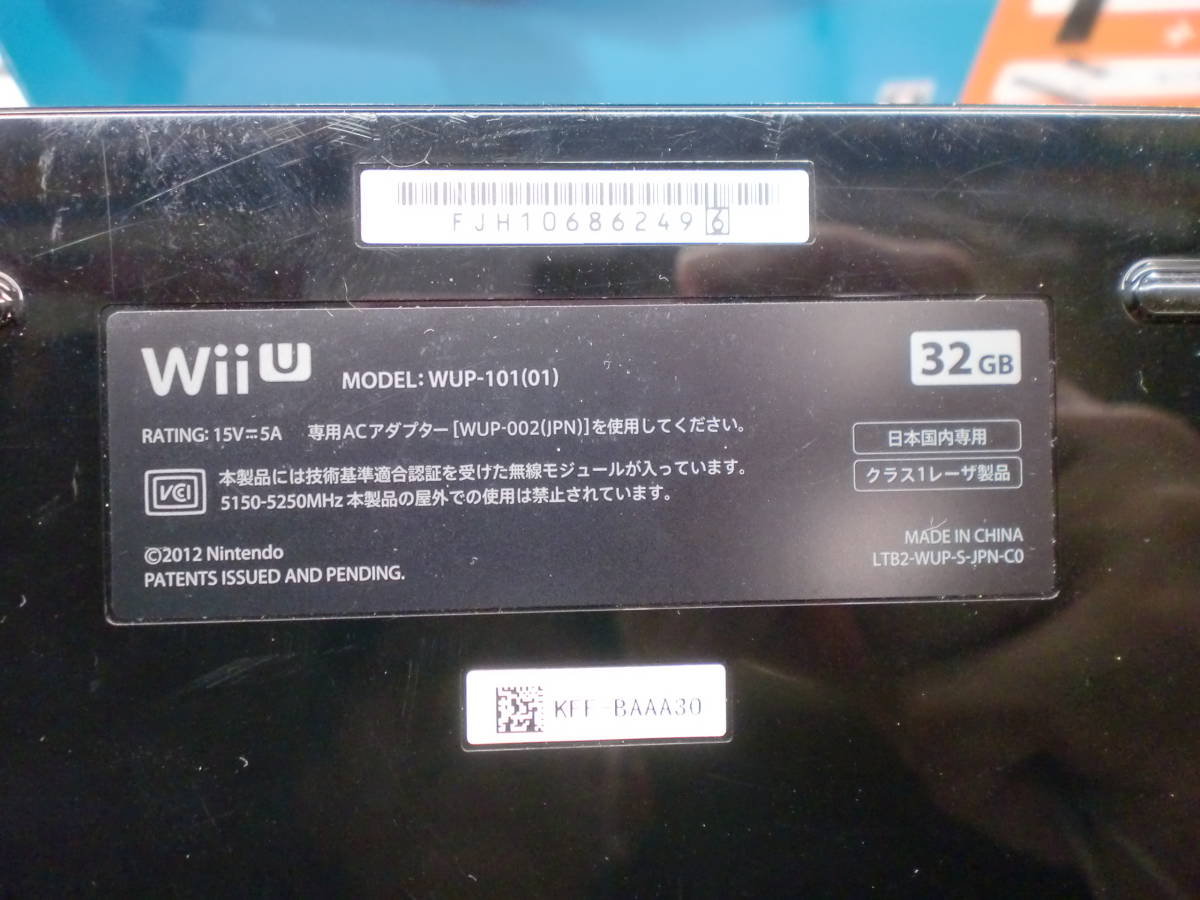 FJH106862496
Wii U
32GB
MODEL: WUP-101(01)
RATING: 15V⎓5A 専用ACアダプター[WUP-002(JPN)]を使用してください。
日本国内専用
VCCI
本製品には技術基準適合認証を受けた無線モジュールが入っています。
5150-5250MHz 本製品の屋外での使用は禁止されています。
クラス1レーザ製品
©2012 Nintendo
PATENTS ISSUED AND PENDING.
MADE IN CHINA
LTB2-WUP-S-JPN-C0
KFF-BAAA30